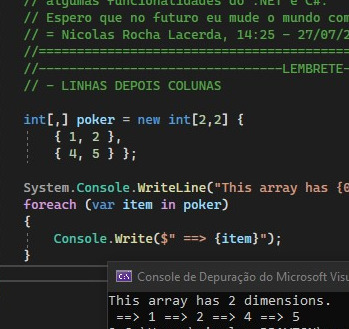 // algumas funcionalidades do .NET e C#.
// Espero que no futuro eu mude o mundo com
// = Nicolas Rocha Lacerda, 14:25 - 27/07/2
//========================================
//-------------------------------LEMBRETE-
// - LINHAS DEPOIS COLUNAS
int[,] poker = new int[2,2] {
{ 1, 2 },
{ 4, 5 } };
System.Console.WriteLine("This array has {0
foreach (var item in poker)
{
Console.Write($" ==> {item}");
}
Console de Depuração do Microsoft Visu
This array has 2 dimensions.
==> 1 ==> 2 ==> 4 ==> 5